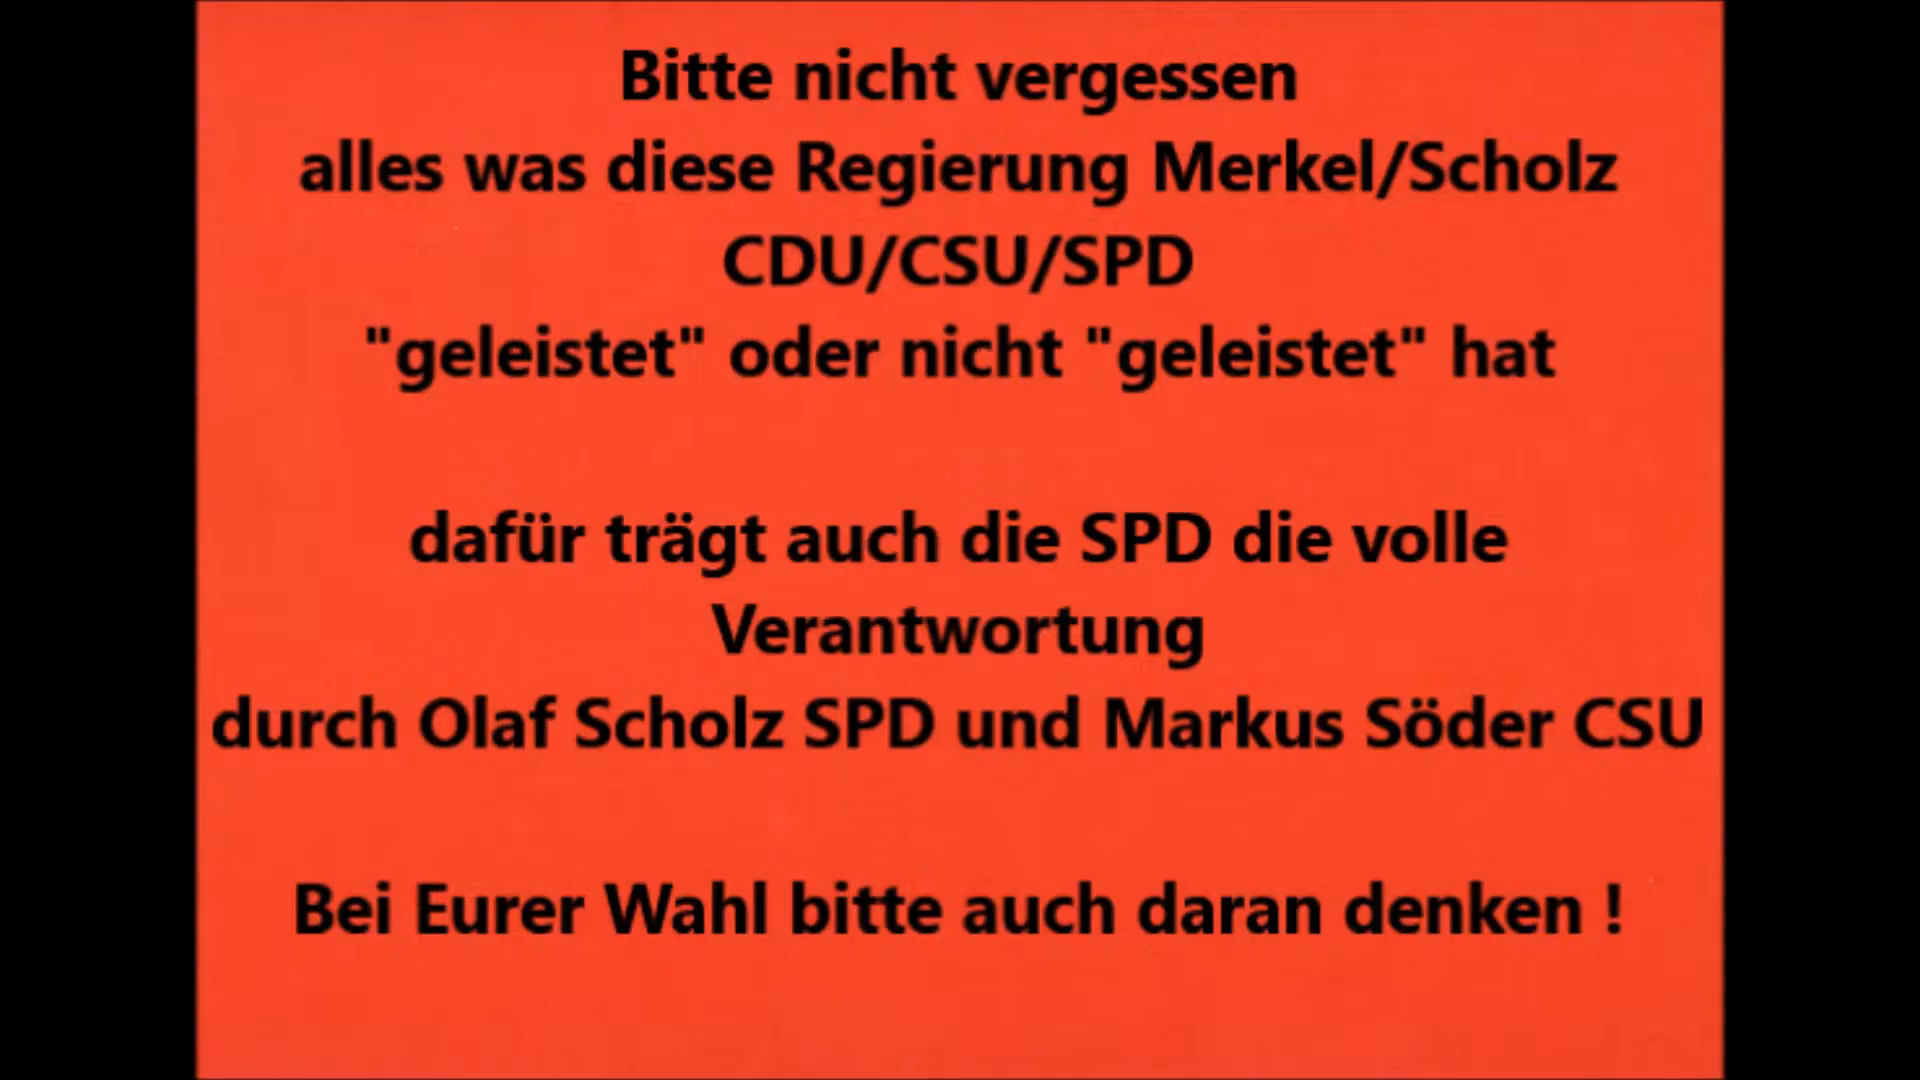 Bitte nicht vergessen
alles was diese Regierung Merkel/Scholz
CDU/CSU/SPD
"geleistet" oder nicht "geleistet" hat
dafür trägt auch die SPD die volle
Verantwortung
durch Olaf Scholz SPD und Markus Söder CSU
Bei Eurer Wahl bitte auch daran denken !